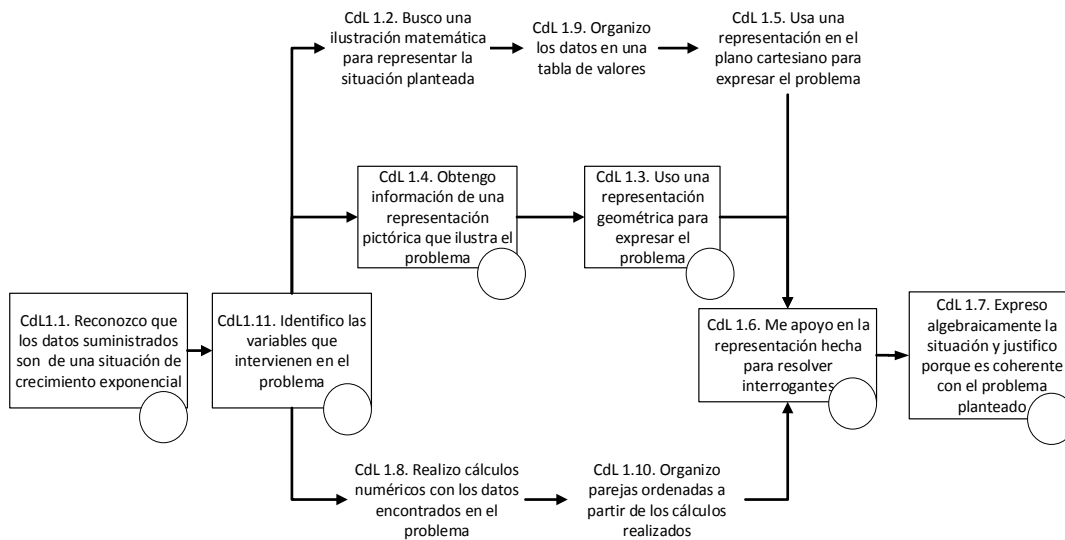 CdL 1.2. Busco una
ilustración matemática
para representar la
situación planteada
CdL 1.9. Organizo
los datos en una
tabla de valores
CdL 1.5. Usa una
representación en el
plano cartesiano para
expresar el problema
CdL 1.4. Obtengo
información de una
representación
pictórica que ilustra el
problema
CdL 1.3. Uso una
representación
geométrica para
expresar el
problema
CdL1.1. Reconozco que
los datos suministrados
son de una situación de
crecimiento exponencial
CdL1.11. Identifico las
variables que
intervienen en el
problema
CdL 1.6. Me apoyo en la
representación hecha
para resolver
interrogantes
CdL 1.7. Expreso
algebraicamente la
situación y justifico
porque es coherente
con el problema
planteado
CdL 1.8. Realizo cálculos
numéricos con los datos
encontrados en el
problema
CdL 1.10. Organizo
parejas ordenadas a
partir de los cálculos
realizados